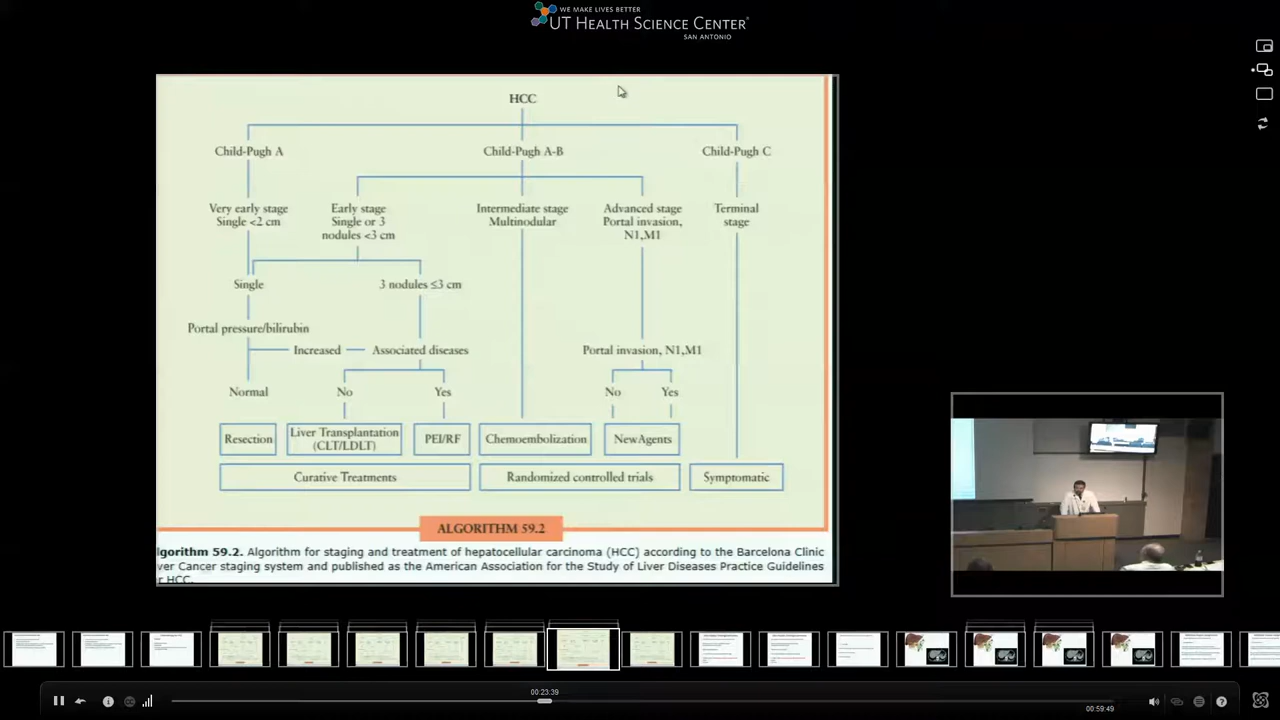 WE MAKE LIVES BETTER
UT HEALTH SCIENCE CENTER®
SAN ANTONIO
HCC
Child-Pugh A
Child-Pugh A-B
Child-Pugh C
Very early stage
Single <2 cm
Early stage
Single or 3
nodules <3 cm
Intermediate stage
Multinodular
Advanced stage
Portal invasion,
N1,M1
Terminal
stage
Single
3 nodules ≤3 cm
Portal pressure/bilirubin
Increased
Associated diseases
Portal invasion, N1,M1
Normal
No
Yes
No
Yes
Resection
Liver Transplantation
(CLT/LDLT)
PEI/RF
Chemoembolization
NewAgents
Curative Treatments
Randomized controlled trials
Symptomatic
ALGORITHM 59.2
lgorithm 59.2. Algorithm for staging and treatment of hepatocellular carcinoma (HCC) according to the Barcelona Clinic
ver Cancer staging system and published as the American Association for the Study of Liver Diseases Practice Guidelines
r HCC.
00:23:39
00:59:49